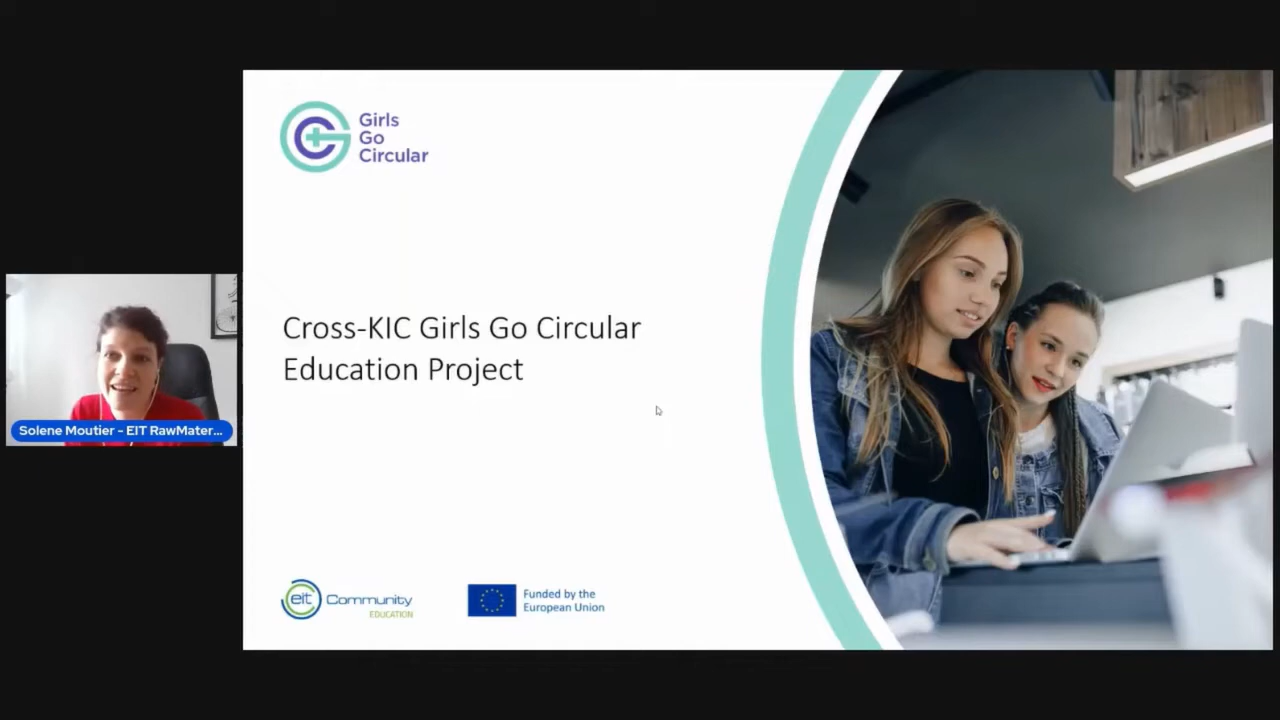 Girls
Go
Circular
Cross-KIC Girls Go Circular
Education Project
Solene Moutier - EIT RawMater...
eit Community
EDUCATION
Funded by the
European Union